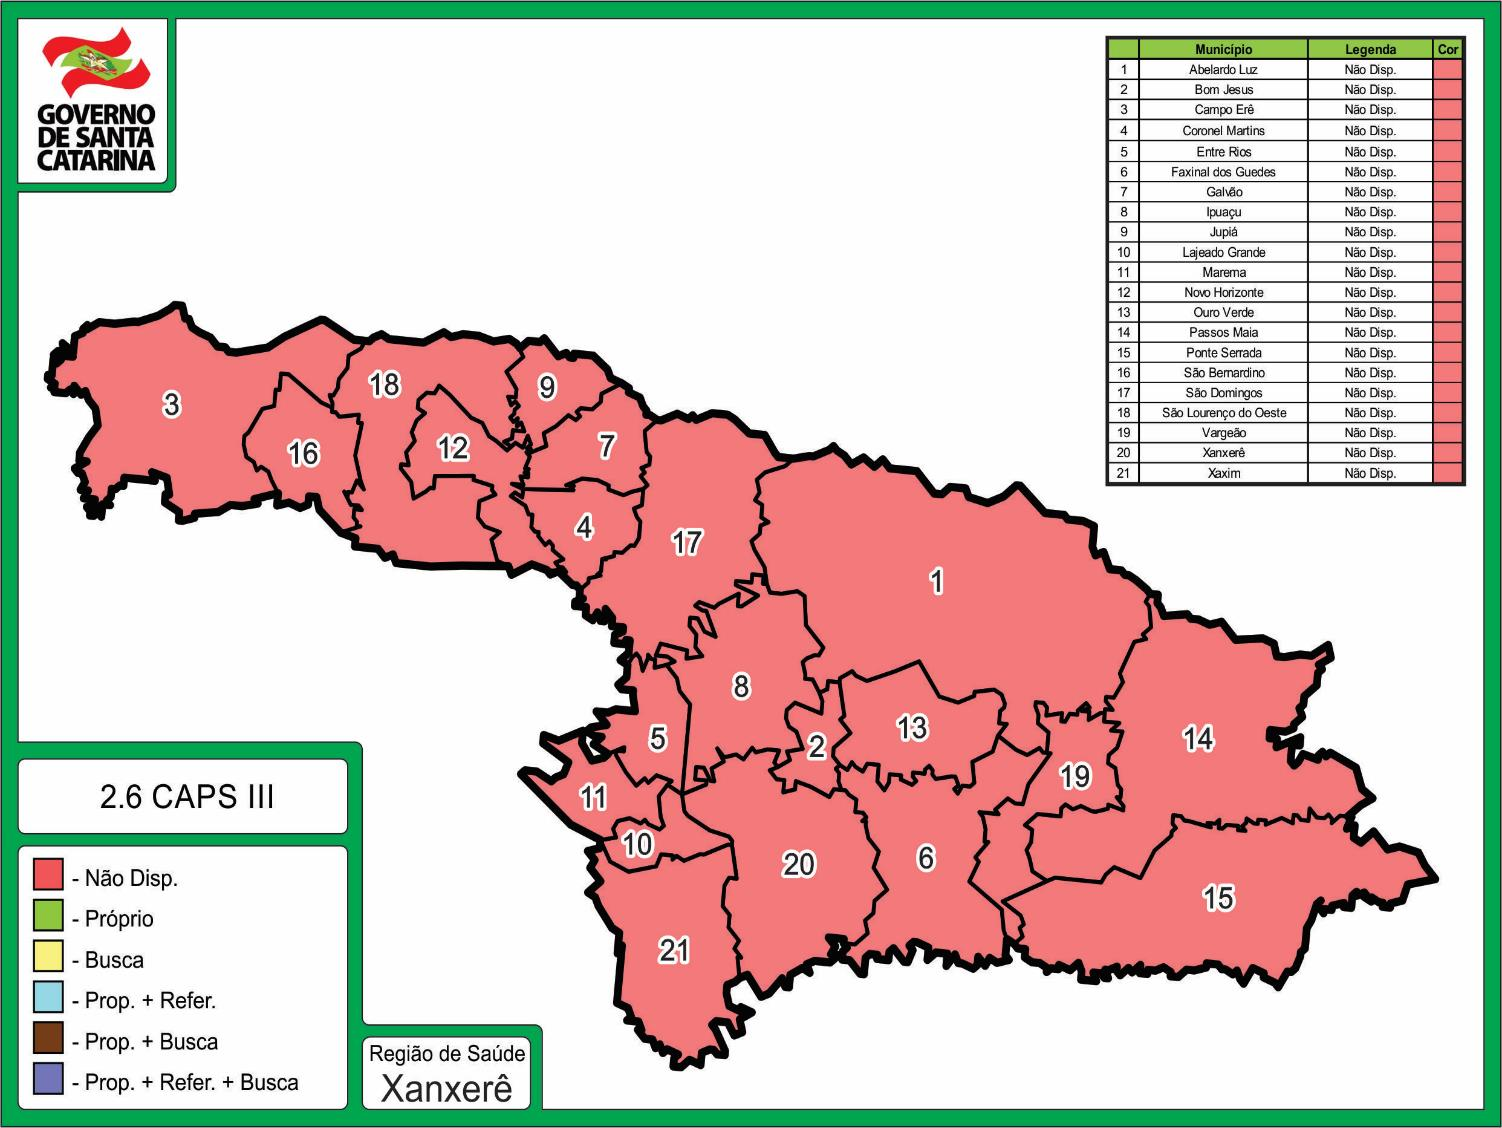 GOVERNO
DE SANTA
CATARINA
Município Legenda Cor
1 Abelardo Luz Não Disp.
2 Bom Jesus Não Disp.
3 Campo Erê Não Disp.
4 Coronel Martins Não Disp.
5 Entre Rios Não Disp.
6 Faxinal dos Guedes Não Disp.
7 Galvão Não Disp.
8 Ipuaçu Não Disp.
9 Jupiá Não Disp.
10 Lajeado Grande Não Disp.
11 Marema Não Disp.
12 Novo Horizonte Não Disp.
13 Ouro Verde Não Disp.
14 Passos Maia Não Disp.
15 Ponte Serrada Não Disp.
16 São Bernardino Não Disp.
17 São Domingos Não Disp.
18 São Lourenço do Oeste Não Disp.
19 Vargeão Não Disp.
20 Xanxerê Não Disp.
21 Xaxim Não Disp.
3
18
9
16
12
7
4
17
1
8
5
2
13
14
19
11
10
20
6
15
21
2.6 CAPS III
- Não Disp.
- Próprio
- Busca
- Prop. + Refer.
- Prop. + Busca
- Prop. + Refer. + Busca
Região de Saúde
Xanxerê